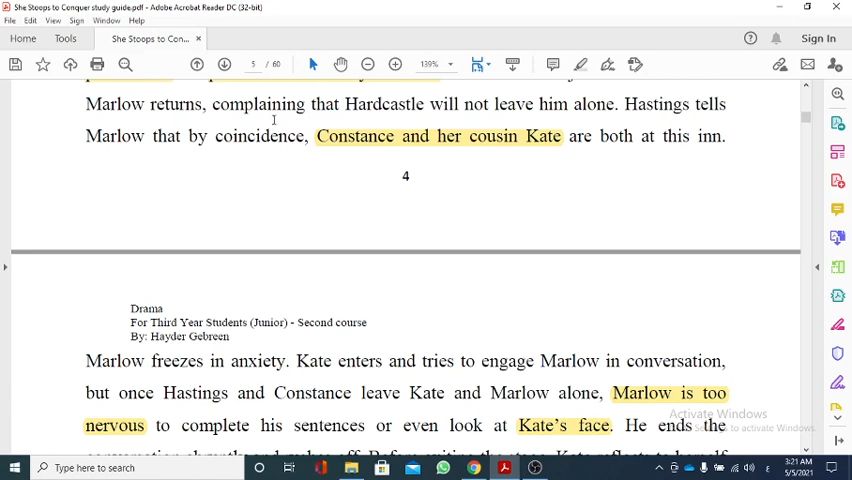 She Stoops to Conquer study guide.pdf - Adobe Acrobat Reader DC (32-bit)
File Edit View Sign Window Help
Home Tools She Stoops to Con... × Sign In
5 / 60 139%
Marlow returns, complaining that Hardcastle will not leave him alone. Hastings tells
Marlow that by coincidence, Constance and her cousin Kate are both at this inn.
4
Drama
For Third Year Students (Junior) - Second course
By: Hayder Gebreen
Marlow freezes in anxiety. Kate enters and tries to engage Marlow in conversation,
but once Hastings and Constance leave Kate and Marlow alone, Marlow is too
nervous to complete his sentences or even look at Kate's face. He ends the
Activate Windows
Go to Settings to activate Windows.
Type here to search
3:21 AM
5/5/2021